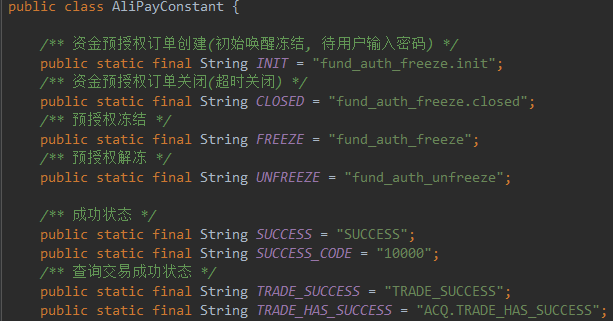 public class AliPayConstant {
/** 资金预授权订单创建(初始唤醒冻结, 待用户输入密码) */
public static final String INIT = "fund_auth_freeze.init";
/** 资金预授权订单关闭(超时关闭) */
public static final String CLOSED = "fund_auth_freeze.closed";
/** 预授权冻结 */
public static final String FREEZE = "fund_auth_freeze";
/** 预授权解冻 */
public static final String UNFREEZE = "fund_auth_unfreeze";
/** 成功状态 */
public static final String SUCCESS = "SUCCESS";
public static final String SUCCESS_CODE = "10000";
/** 查询交易成功状态 */
public static final String TRADE_SUCCESS = "TRADE_SUCCESS";
public static final String TRADE_HAS_SUCCESS = "ACQ.TRADE_HAS_SUCCESS";